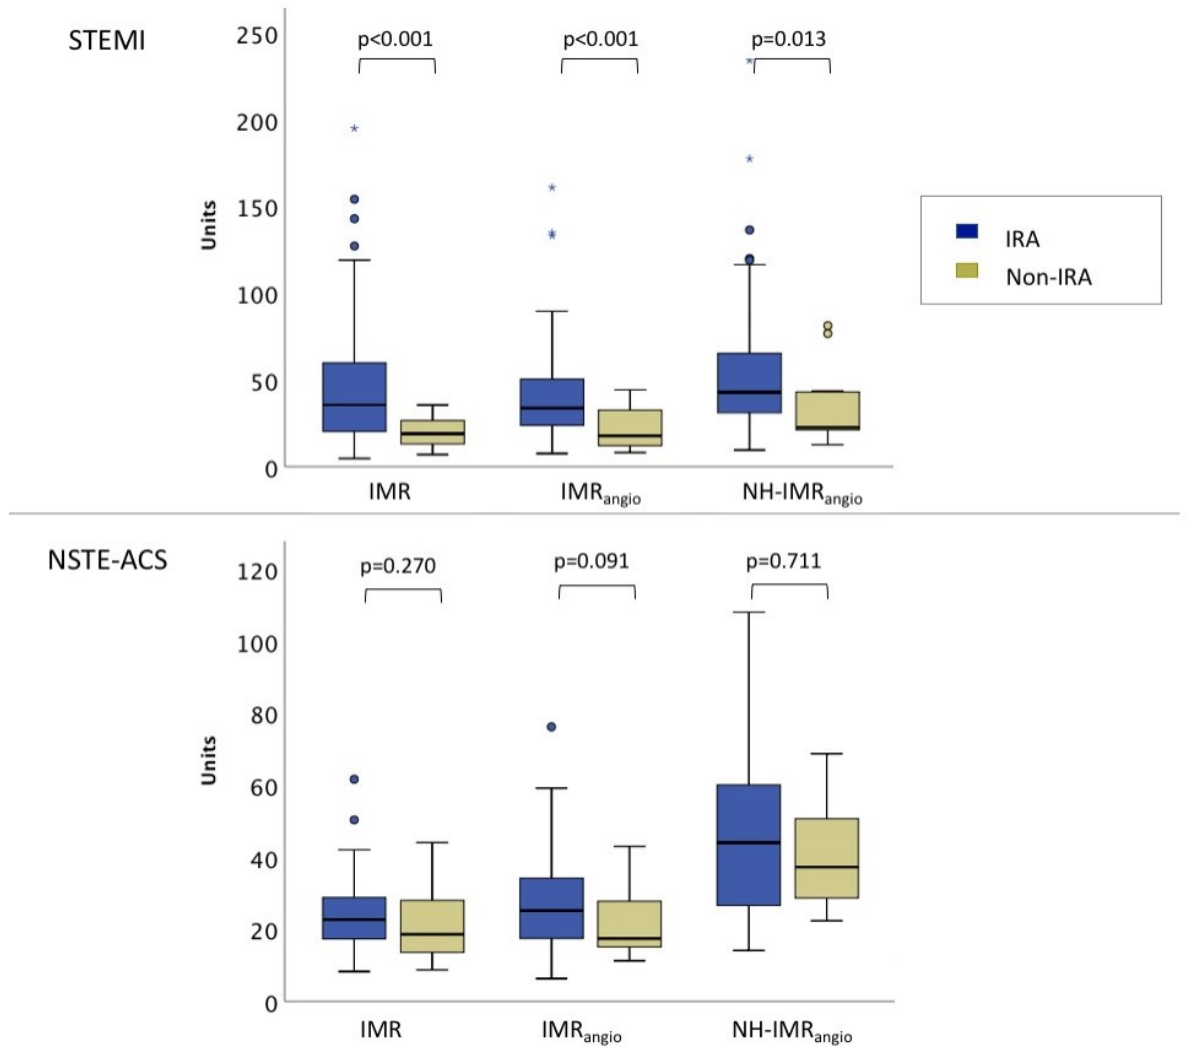 STEMI
p<0.001 p<0.001 p=0.013
250
200
150
100
50
0
Units
IRA
Non-IRA
IMR IMRangio NH-IMRangio
NSTE-ACS
p=0.270 p=0.091 p=0.711
120
100
80
60
40
20
0
Units
IMR IMRangio NH-IMRangio